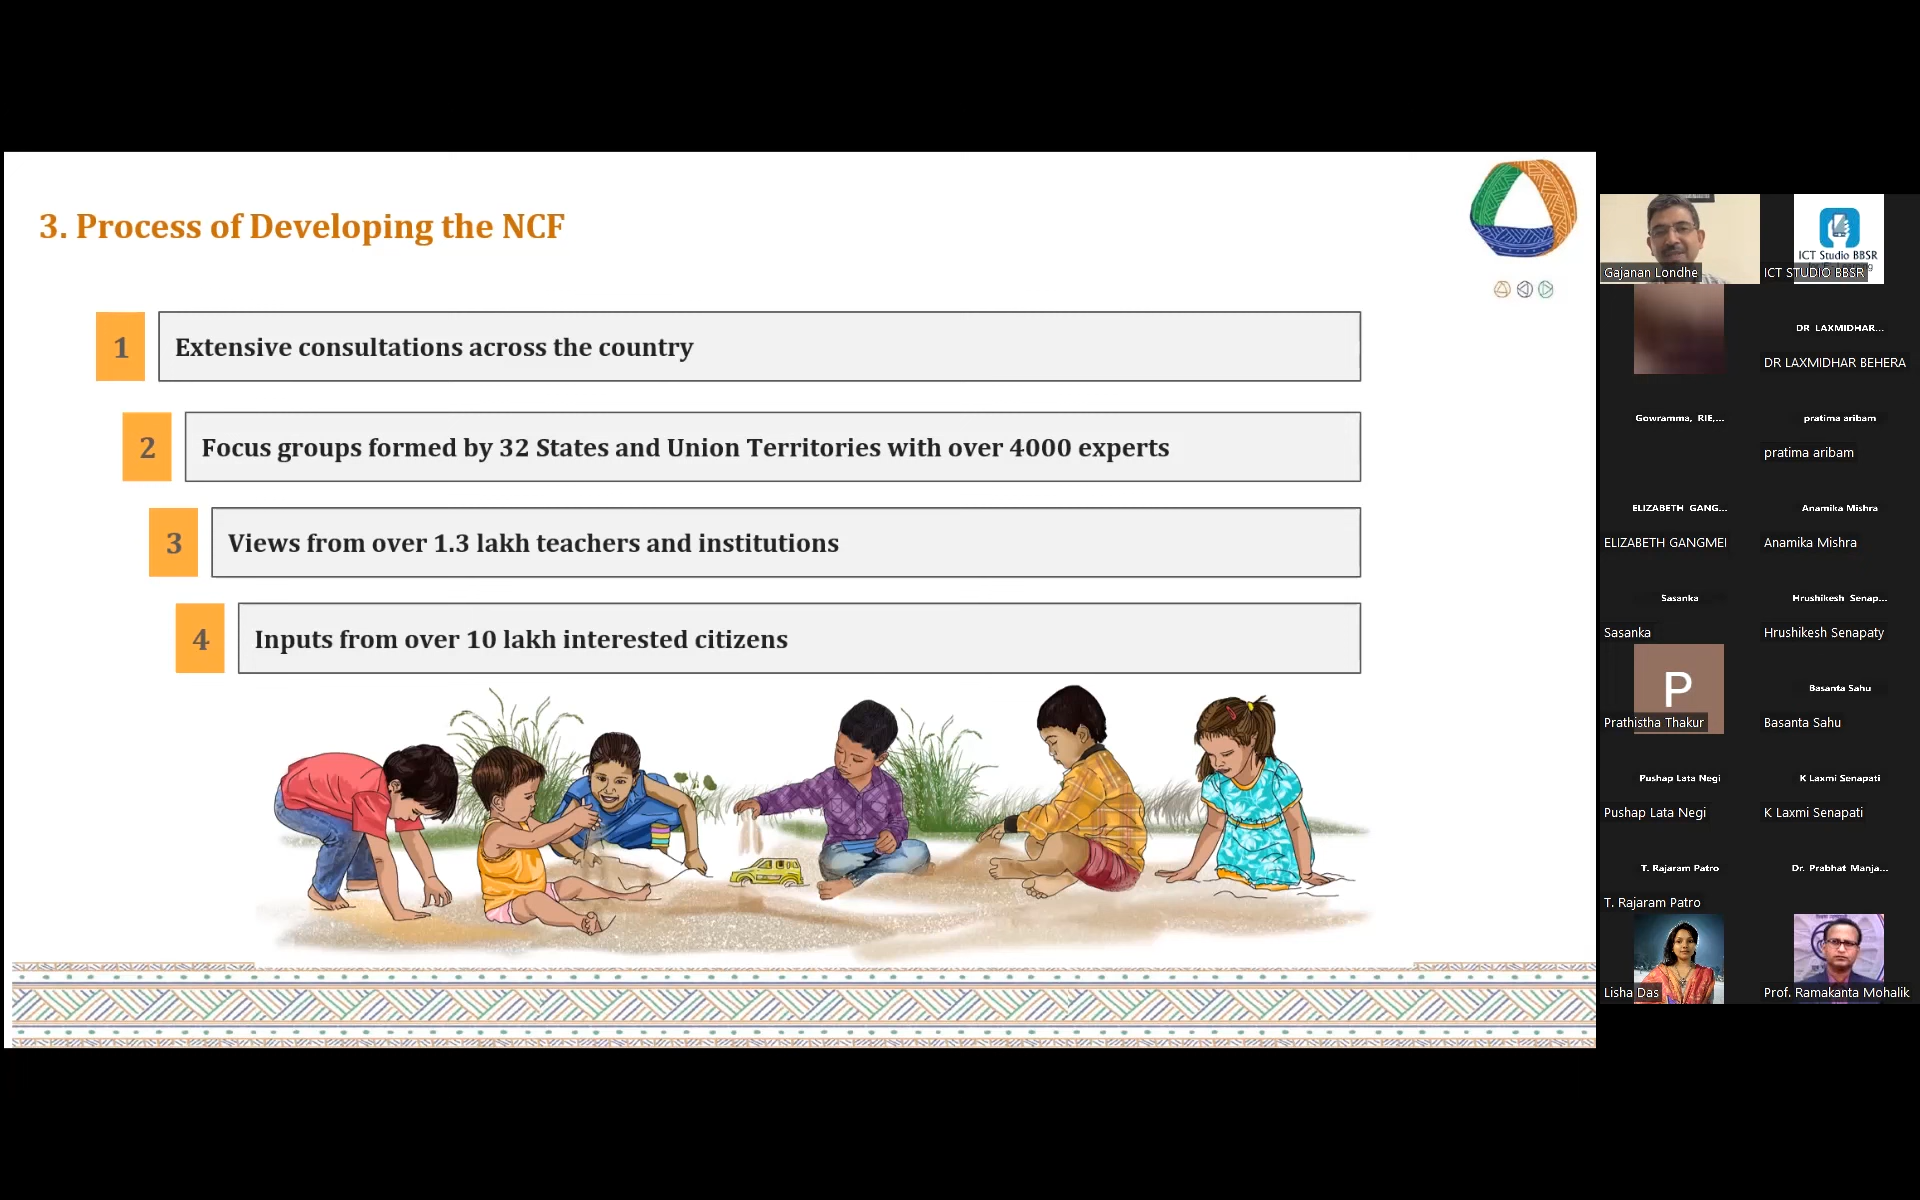 3. Process of Developing the NCF
1
Extensive consultations across the country
2
Focus groups formed by 32 States and Union Territories with over 4000 experts
3
Views from over 1.3 lakh teachers and institutions
4
Inputs from over 10 lakh interested citizens
Gajanan Londhe
ICT Studio BBSR
ICT STUDIO BBSR
DR LAXMIDHAR...
DR LAXMIDHAR BEHERA
Gowramma, RIE,...
pratima aribam
pratima aribam
ELIZABETH GANG...
ELIZABETH GANGMEI
Anamika Mishra
Anamika Mishra
Sasanka
Sasanka
Hrushikesh Senap...
Hrushikesh Senapaty
P
Prathistha Thakur
Basanta Sahu
Basanta Sahu
Pushap Lata Negi
Pushap Lata Negi
K Laxmi Senapati
K Laxmi Senapati
T. Rajaram Patro
T. Rajaram Patro
Dr. Prabhat Manja...
Lisha Das
Prof. Ramakanta Mohalik